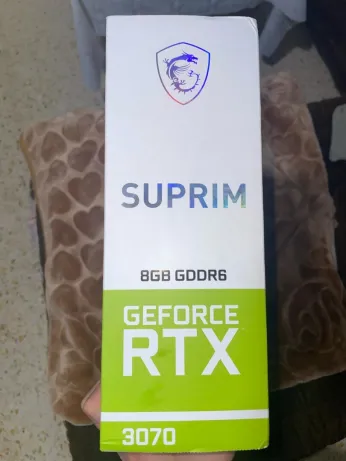 SUPRIM
8GB GDDR6
GEFORCE
RTX
3070